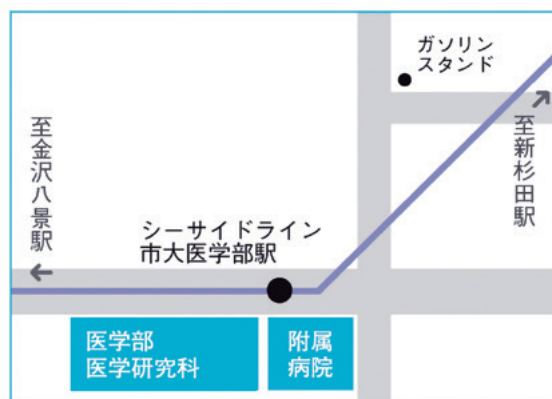 ガソリン
スタンド
至新杉田駅
至金沢八景駅
シーサイドライン
市大医学部駅
医学部
医学研究科
附属
病院